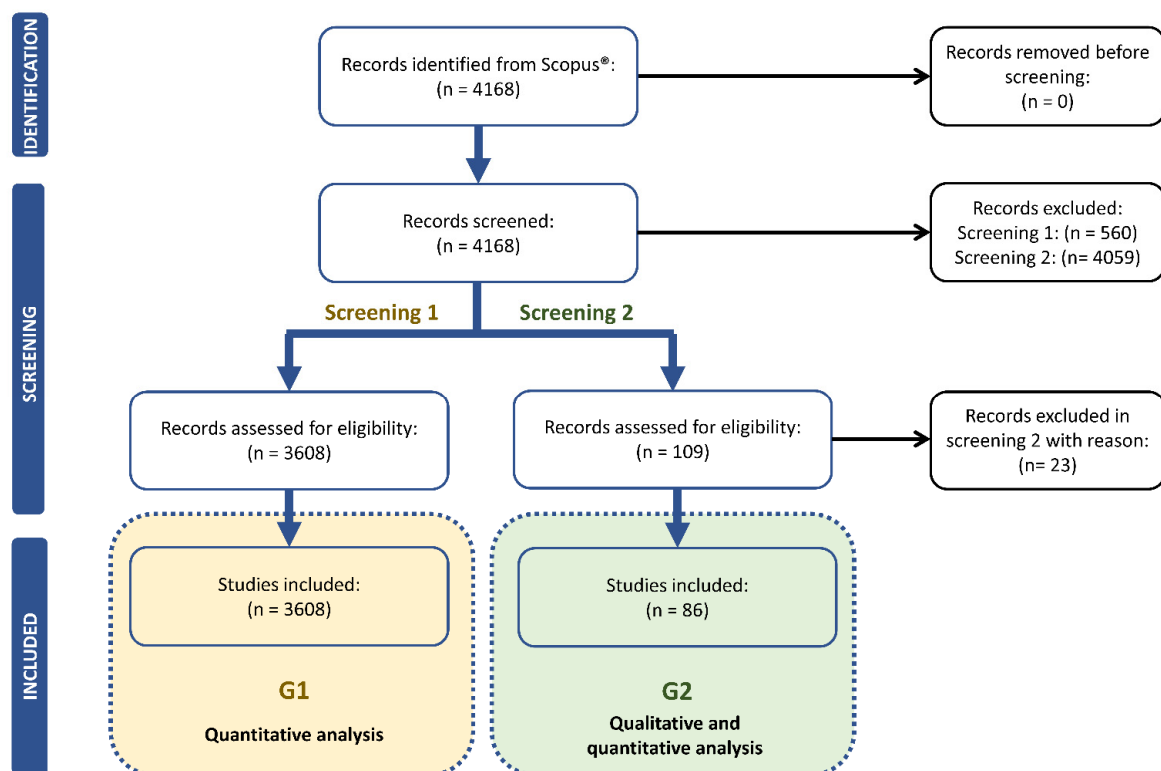 IDENTIFICATION
Records identified from Scopus®:
(n = 4168)
Records removed before
screening:
(n = 0)
SCREENING
Records screened:
(n = 4168)
Records excluded:
Screening 1: (n = 560)
Screening 2: (n= 4059)
Screening 1
Screening 2
Records assessed for eligibility:
(n = 3608)
Records assessed for eligibility:
(n = 109)
Records excluded in
screening 2 with reason:
(n= 23)
INCLUDED
Studies included:
(n = 3608)
G1
Quantitative analysis
Studies included:
(n = 86)
G2
Qualitative and
quantitative analysis